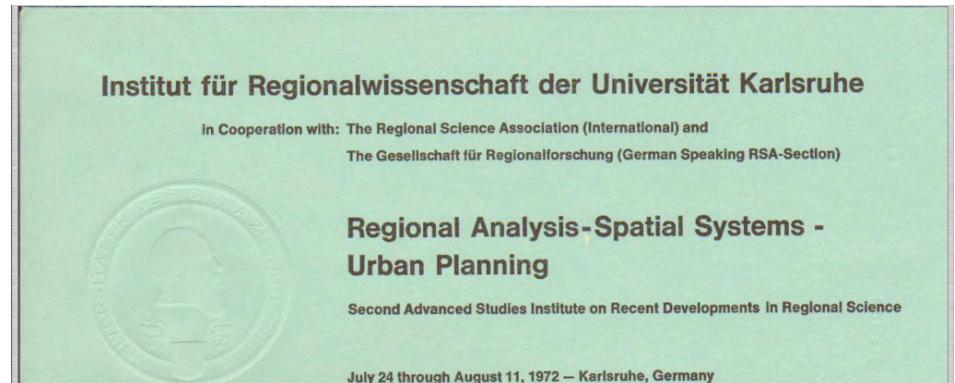 Institut für Regionalwissenschaft der Universität Karlsruhe
in Cooperation with: The Regional Science Association (International) and
The Gesellschaft für Regionalforschung (German Speaking RSA-Section)
Regional Analysis-Spatial Systems -
Urban Planning
Second Advanced Studies Institute on Recent Developments in Regional Science
July 24 through August 11, 1972 — Karlsruhe, Germany